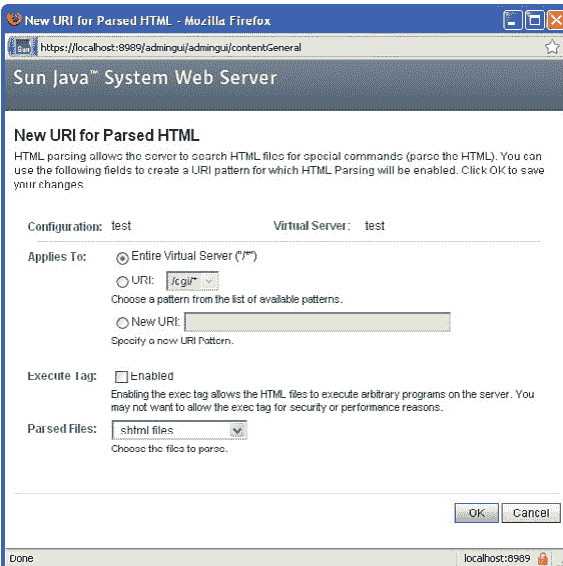 New URI for Parsed HTML - Mozilla Firefox
Sun https://localhost:8989/admingui/admingui/contentGeneral
Sun Java™ System Web Server
New URI for Parsed HTML
HTML parsing allows the server to search HTML files for special commands (parse the HTML). You can
use the following fields to create a URI pattern for which HTML Parsing will be enabled. Click OK to save
your changes
Configuration: test Virtual Server: test
Applies To: Entire Virtual Server ("/*")
URI: /cgi/*
Choose a pattern from the list of available patterns.
New URI:
Specify a new URI Pattern.
Execute Tag: Enabled
Enabling the exec tag allows the HTML files to execute arbitrary programs on the server. You
may not want to allow the exec tag for security or performance reasons.
Parsed Files: .shtml files
Choose the files to parse.
OK Cancel
Done localhost:8989